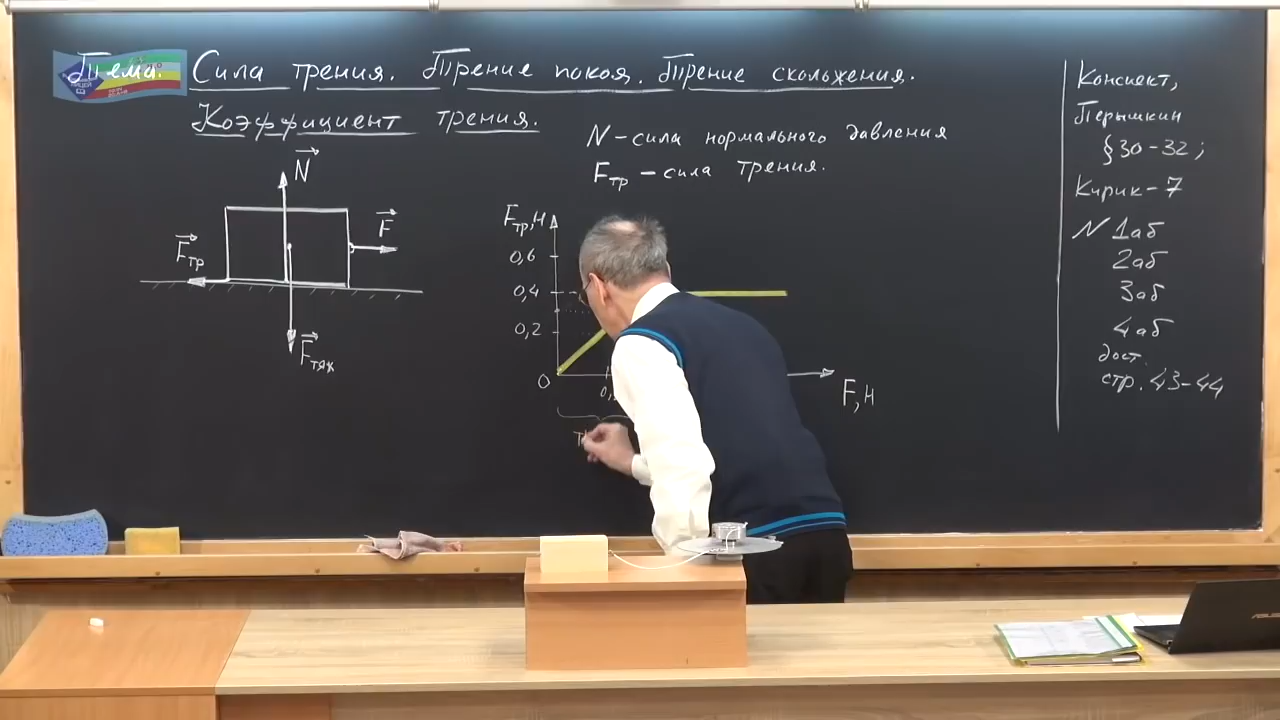 Тема. Сила трения. Трение покоя. Трение скольжения.
Коэффициент трения.
N - сила нормального давления
Fтр - сила трения.
N
F
Fтр
Fтяж
Fтр, Н
0,6
0,4
0,2
0
F, Н
Конспект,
Перышкин
§30-32;
Кирик-7
N 1аб
2аб
3аб
4аб
дост.
стр. 43-44
ASUS